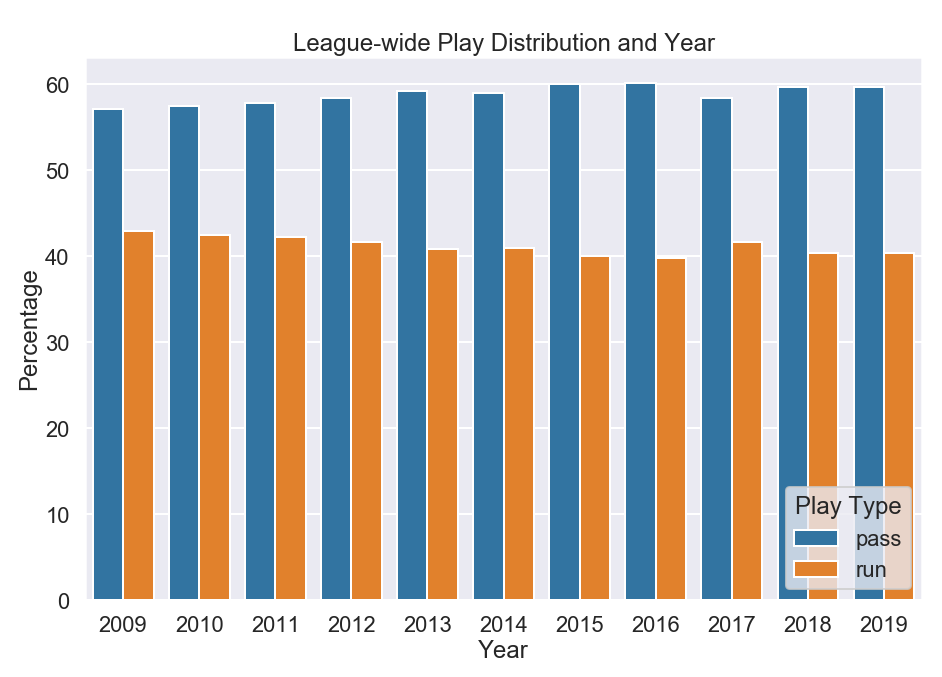 League-wide Play Distribution and Year
60
50
40
30
20
10
0
Percentage
Play Type
pass
run
2009 2010 2011 2012 2013 2014 2015 2016 2017 2018 2019
Year